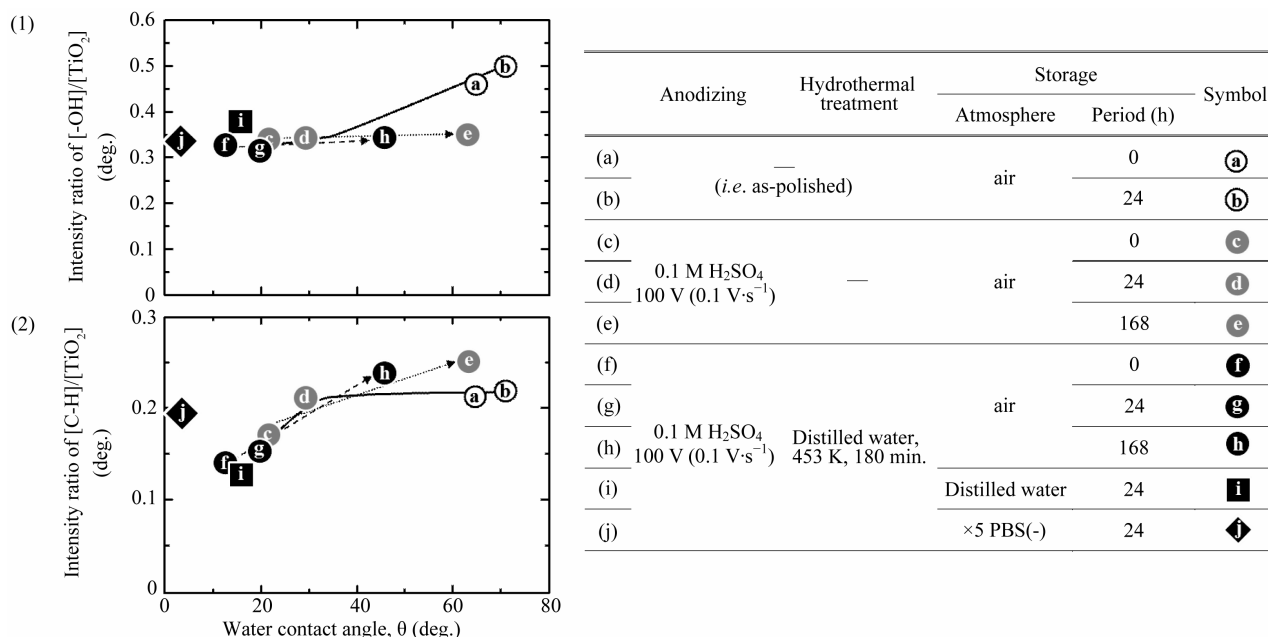 (1)
Intensity ratio of [-OH]/[TiO₂]
(deg.)
0.6
0.5
0.4
0.3
0.2
0.1
0
a
b
c
d
e
f
g
h
i
j
(2)
Intensity ratio of [C-H]/[TiO₂]
(deg.)
0.3
0.2
0.1
0
a
b
c
d
e
f
g
h
i
j
0 20 40 60 80
Water contact angle, θ (deg.)
Anodizing Hydrothermal treatment Storage Symbol
Atmosphere Period (h)
(a) — (i.e. as-polished) air 0 a
(b) 24 b
(c) 0.1 M H₂SO₄ 100 V (0.1 V·s⁻¹) — air 0 c
(d) 24 d
(e) 168 e
(f) 0.1 M H₂SO₄ 100 V (0.1 V·s⁻¹) Distilled water, 453 K, 180 min. air 0 f
(g) 24 g
(h) 168 h
(i) Distilled water 24 i
(j) ×5 PBS(-) 24 j